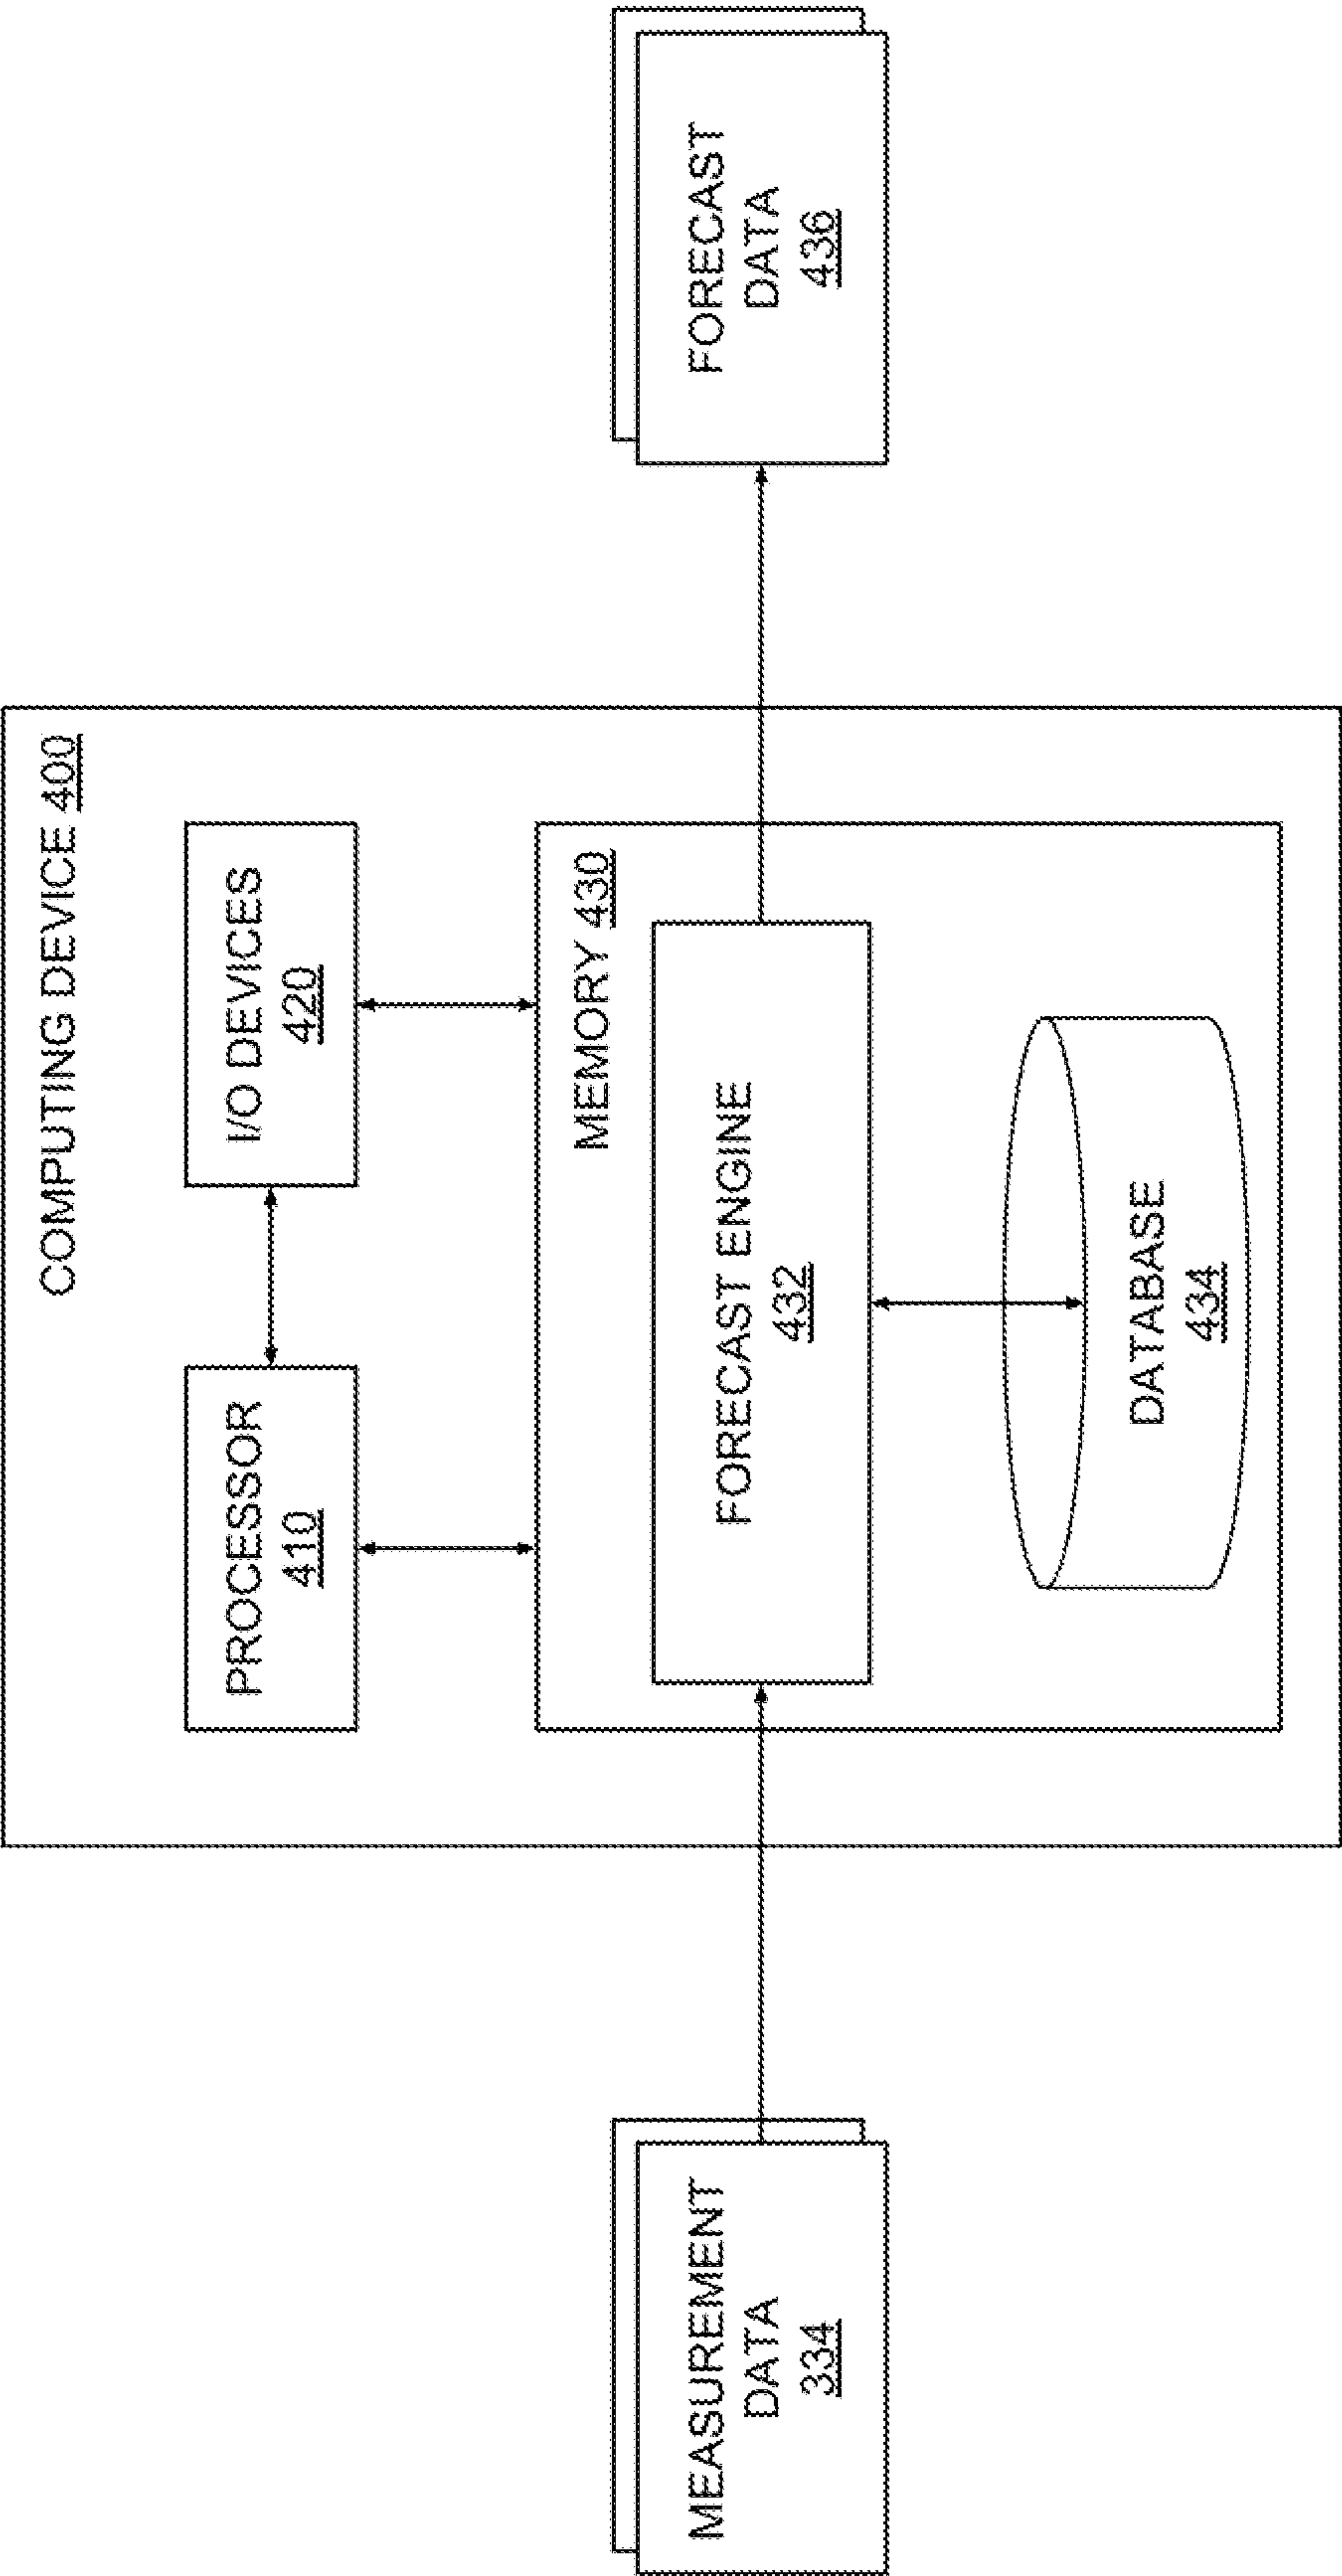 COMPUTING DEVICE 400
PROCESSOR
410
I/O DEVICES
420
MEMORY 430
MEASUREMENT
DATA
334
FORECAST ENGINE
432
FORECAST
DATA
436
DATABASE
434